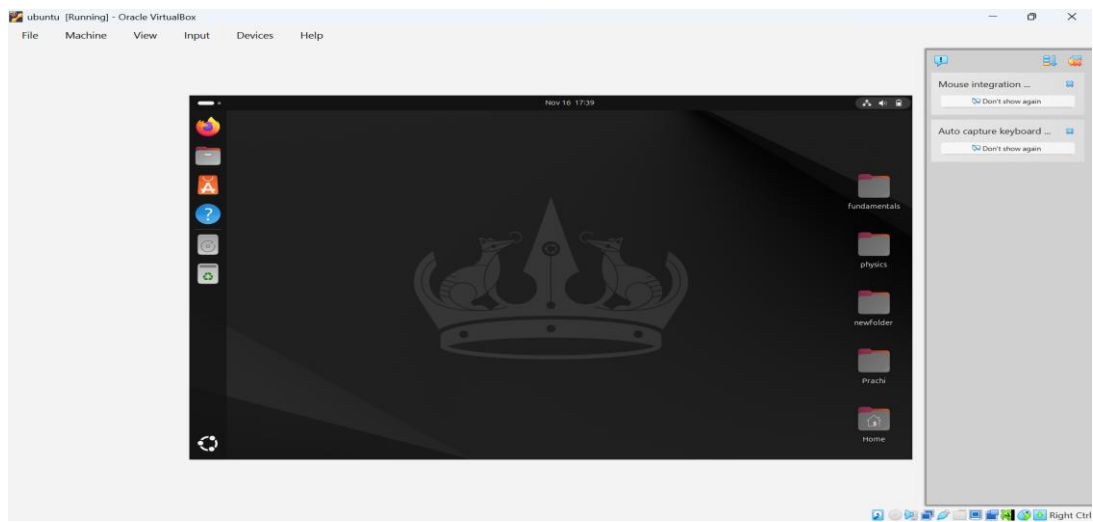 ubuntu [Running] - Oracle VirtualBox
File Machine View Input Devices Help
Mouse integration ...
Don't show again
Nov 16 17:39
Auto capture keyboard ...
Don't show again
fundamentals
physics
newfolder
Prachi
Home
Right Ctrl